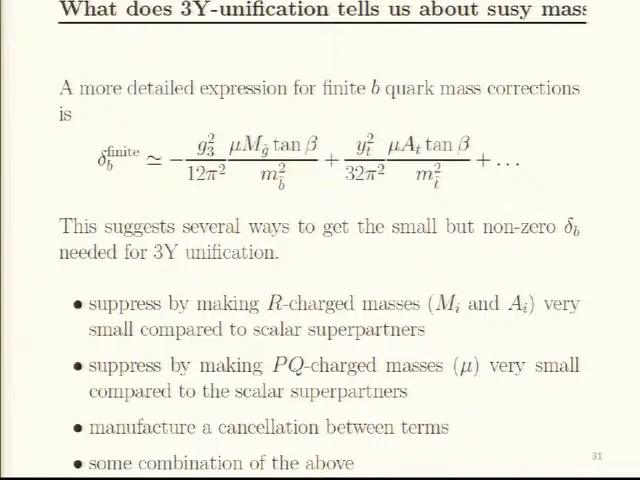 What does 3Y-unification tells us about susy mass
A more detailed expression for finite b quark mass corrections
is
δ_b^finite ≃ − g_3^2/12π^2 μM_g̃ tan β/m_b̃^2 + y_t^2/32π^2 μA_t tan β/m_t̃^2 + …
This suggests several ways to get the small but non-zero δ_b
needed for 3Y unification.
• suppress by making R-charged masses (M_i and A_i) very
small compared to scalar superpartners
• suppress by making PQ-charged masses (μ) very small
compared to the scalar superpartners
• manufacture a cancellation between terms
• some combination of the above
31